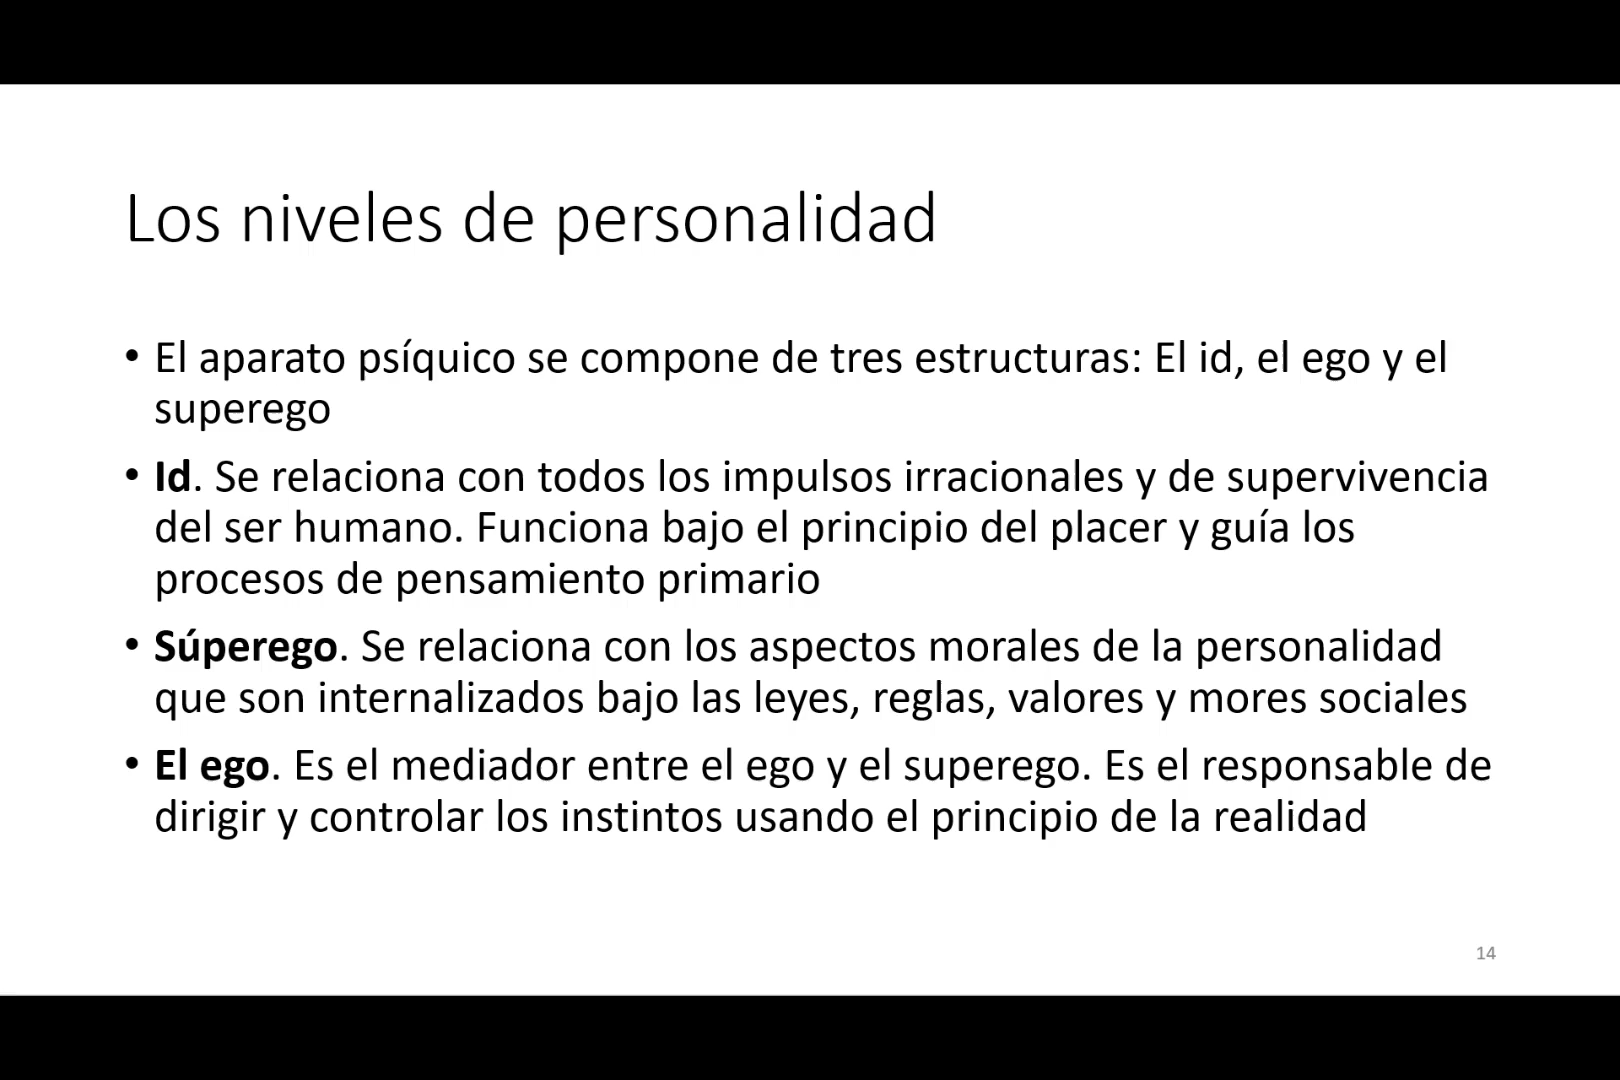 Los niveles de personalidad
• El aparato psíquico se compone de tres estructuras: El id, el ego y el
superego
• Id. Se relaciona con todos los impulsos irracionales y de supervivencia
del ser humano. Funciona bajo el principio del placer y guía los
procesos de pensamiento primario
• Súperego. Se relaciona con los aspectos morales de la personalidad
que son internalizados bajo las leyes, reglas, valores y mores sociales
• El ego. Es el mediador entre el ego y el superego. Es el responsable de
dirigir y controlar los instintos usando el principio de la realidad
14